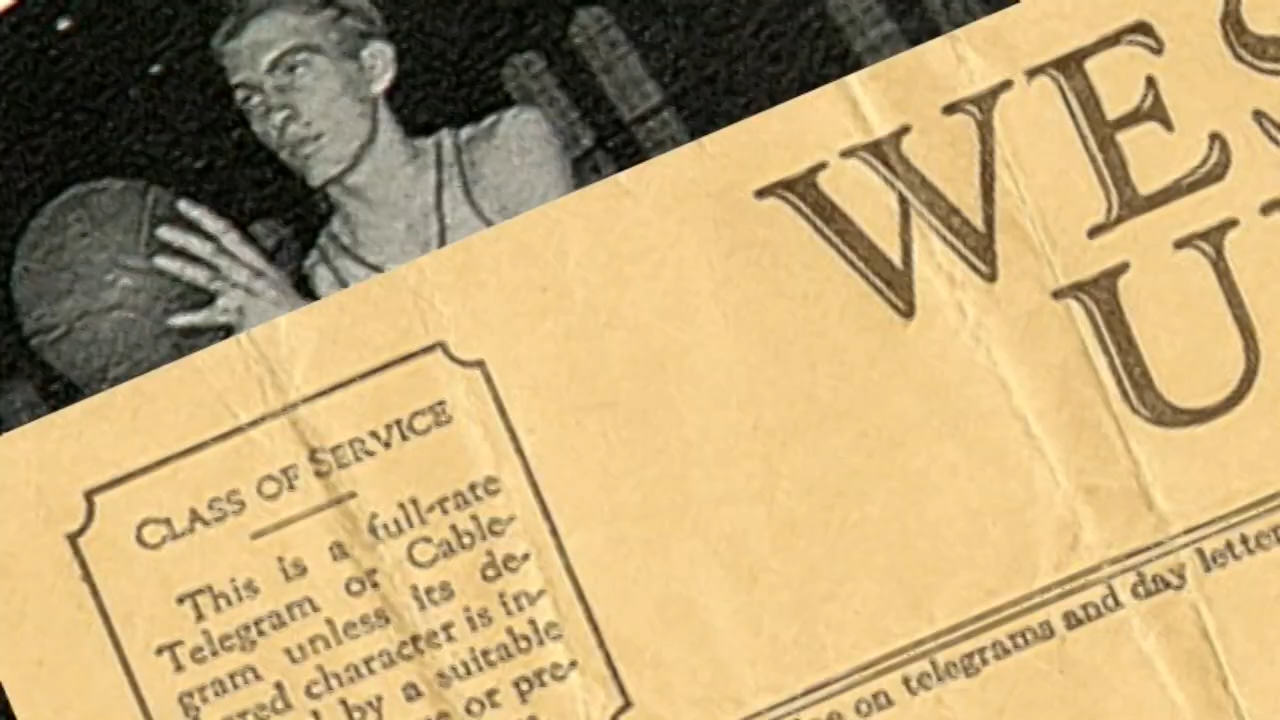 WES
U
CLASS OF SERVICE
This is a full-rate
Telegram or Cable-
gram unless its de-
character is in-
by a suitable
or pre-
on telegrams and day letter